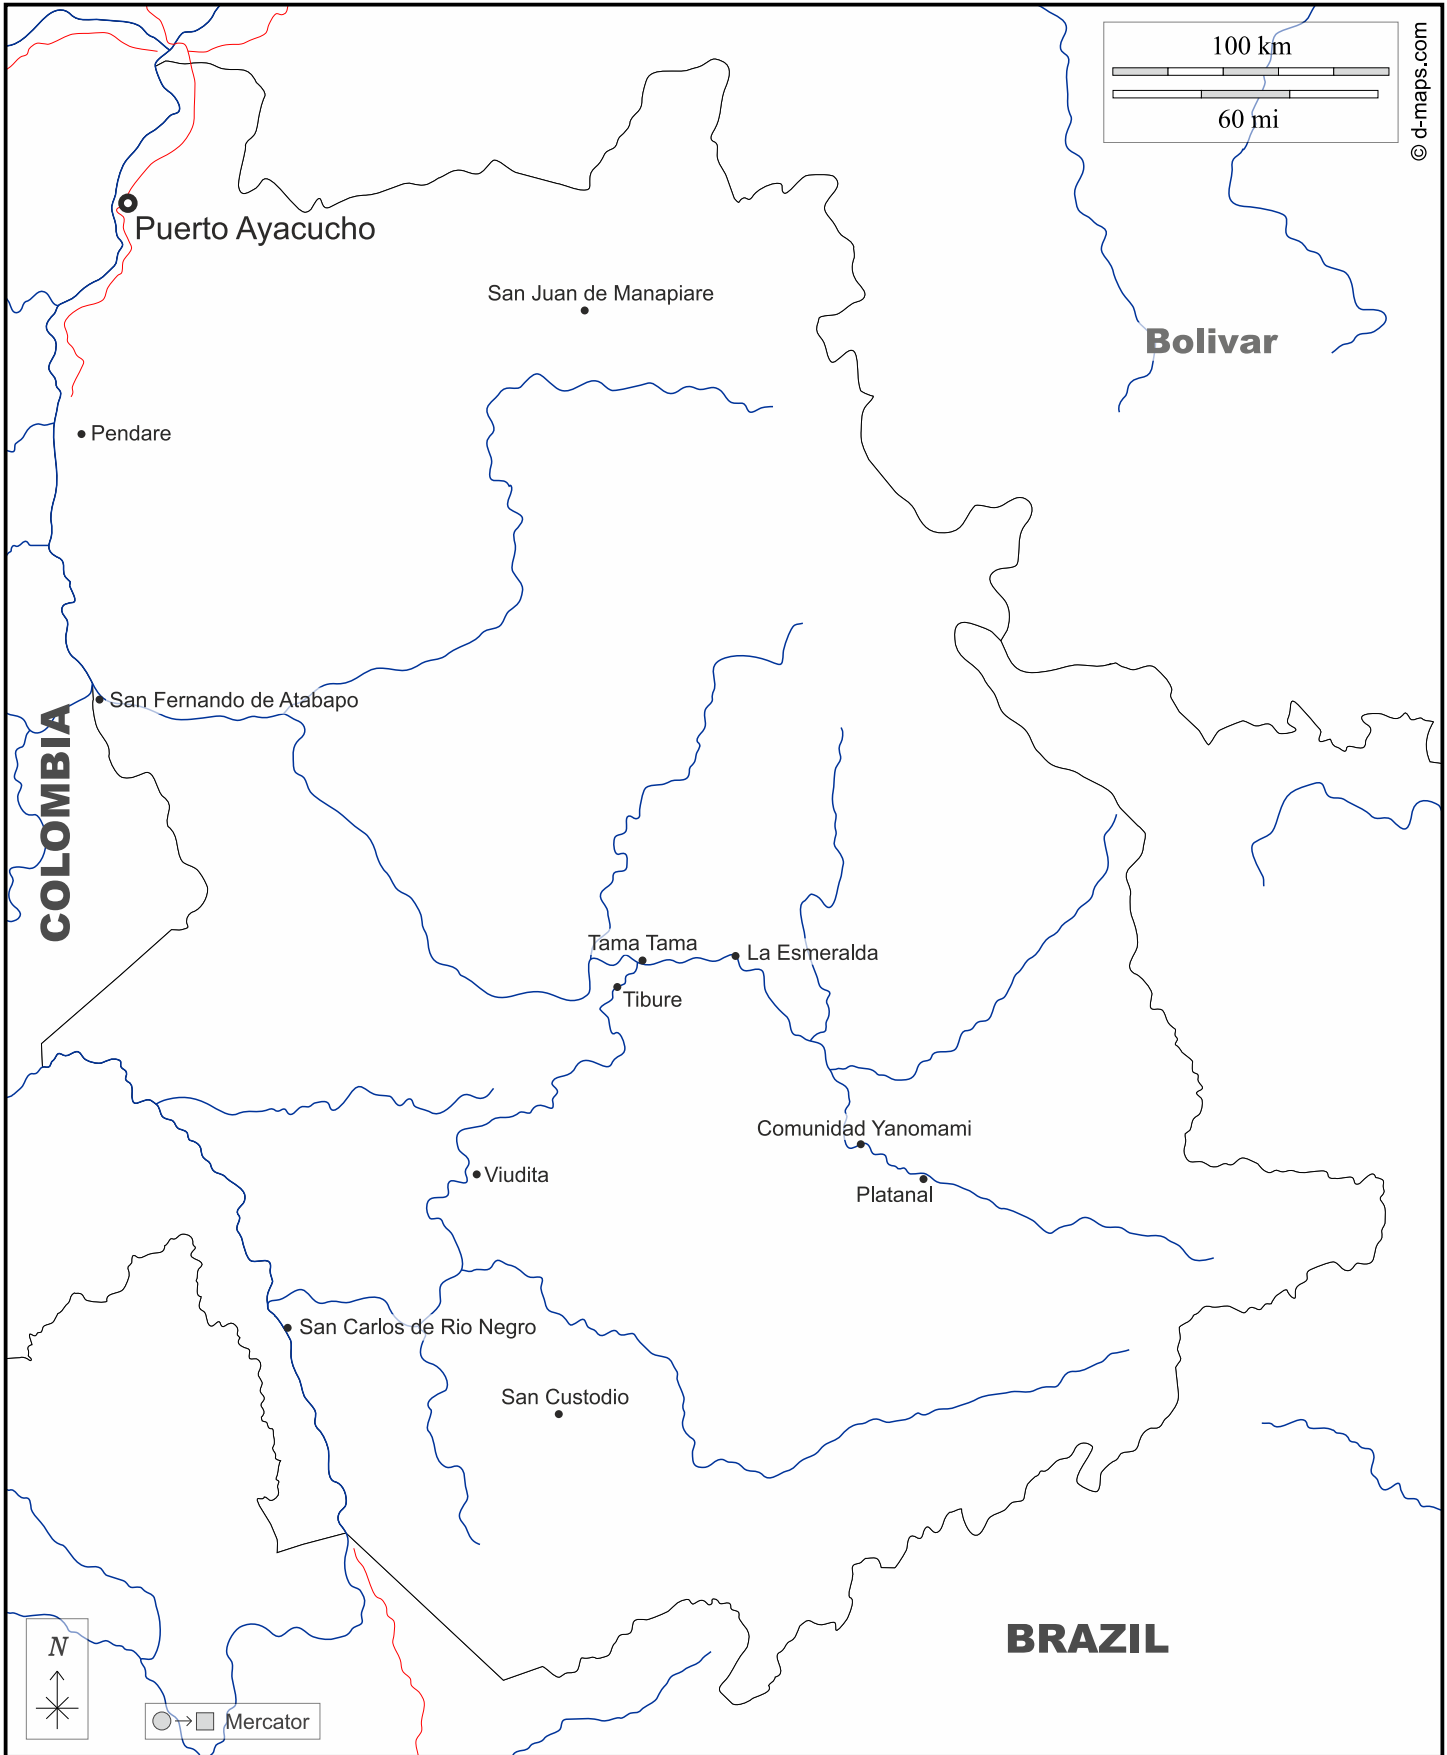 100 km
60 mi
© d-maps.com
Puerto Ayacucho
San Juan de Manapiare
Bolivar
Pendare
San Fernando de Atabapo
COLOMBIA
Tama Tama
La Esmeralda
Tibure
Comunidad Yanomami
Viudita
Platanal
San Carlos de Rio Negro
San Custodio
BRAZIL
N
Mercator